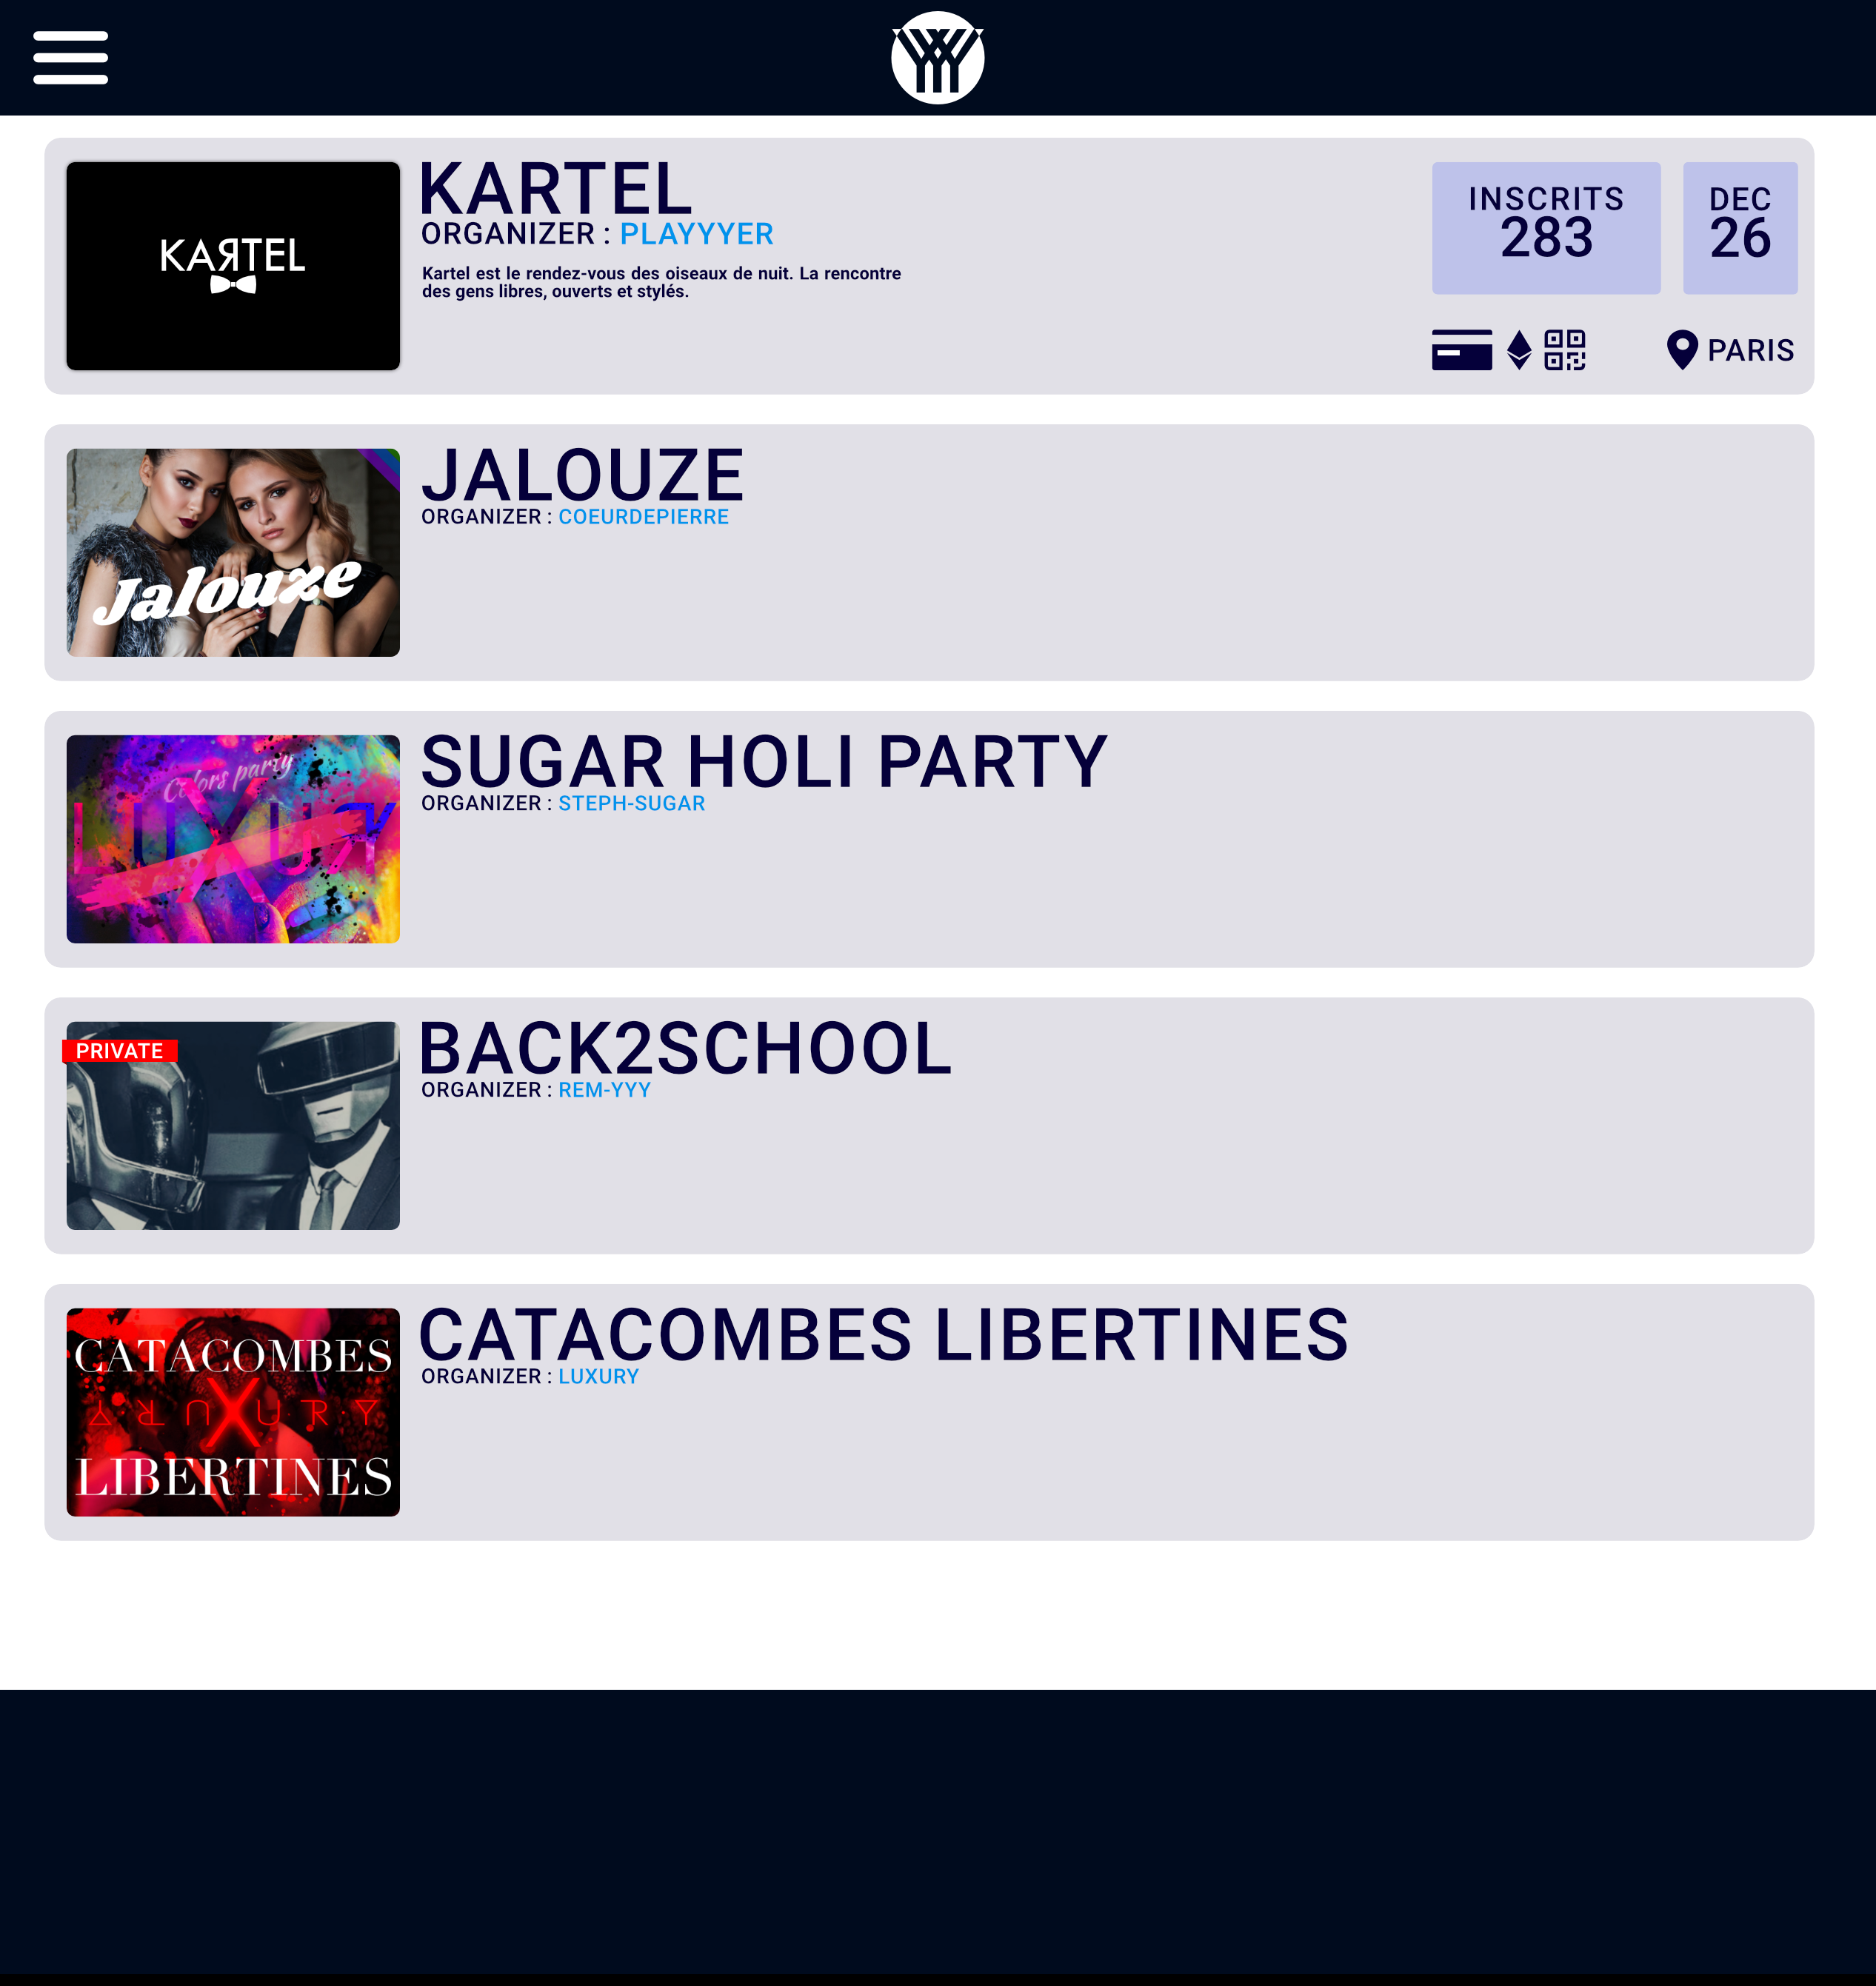 KARTEL
KARTEL
ORGANIZER : PLAYYYER
Kartel est le rendez-vous des oiseaux de nuit. La rencontre
des gens libres, ouverts et stylés.
INSCRITS
283
DEC
26
PARIS
Jalouze
JALOUZE
ORGANIZER : COEURDEPIERRE
Colors party
LUXURY
SUGAR HOLI PARTY
ORGANIZER : STEPH-SUGAR
PRIVATE
BACK2SCHOOL
ORGANIZER : REM-YYY
CATACOMBES
LUXURY
LIBERTINES
CATACOMBES LIBERTINES
ORGANIZER : LUXURY